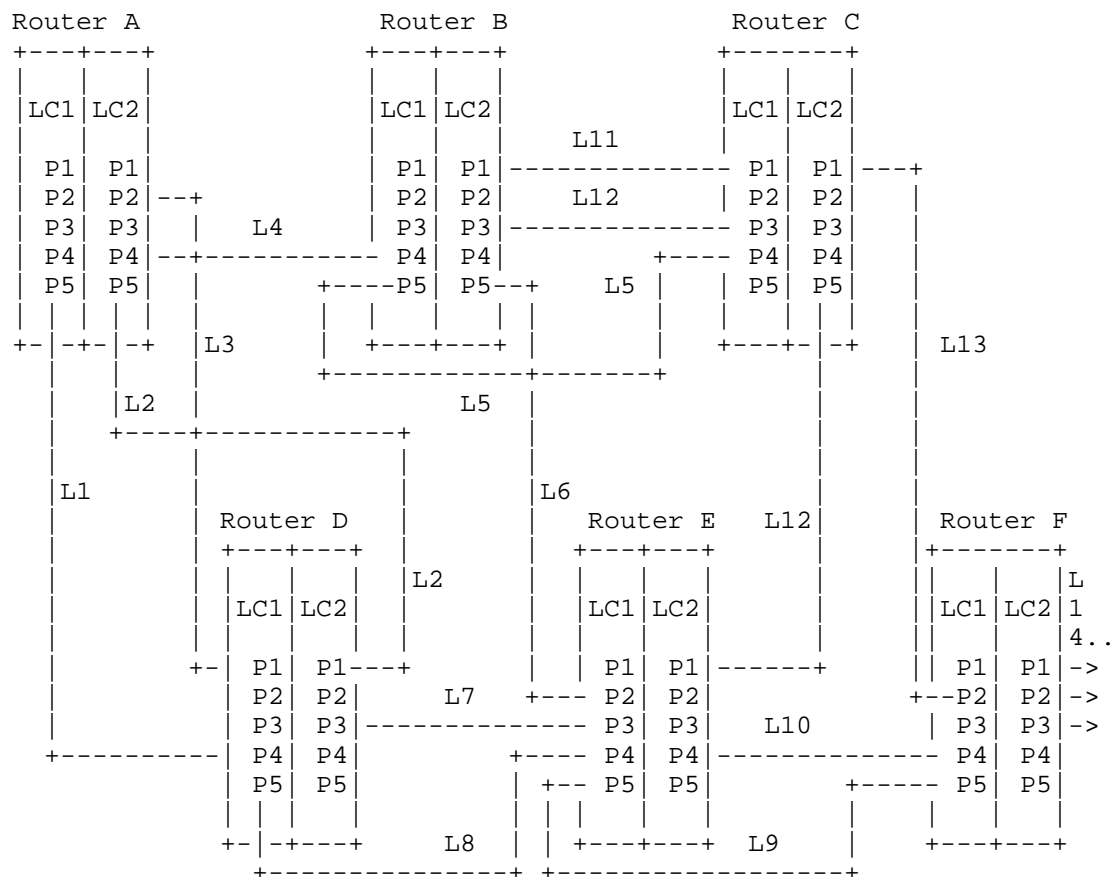 Router A Router B Router C
LC1 LC2 LC1 LC2 LC1 LC2
L11
P1 P1 P1 P1 P1 P1
P2 P2 P2 P2 L12 P2 P2
P3 P3 L4 P3 P3 P3 P3
P4 P4 P4 P4 P4 P4
P5 P5 P5 P5 L5 P5 P5
L3 L13
L2 L5
L1 L6
Router D Router E L12 Router F
L2 L
LC1 LC2 LC1 LC2 LC1 LC2 1
4..
P1 P1 P1 P1 P1 P1 ->
P2 P2 L7 P2 P2 P2 P2 ->
P3 P3 P3 P3 L10 P3 P3 ->
P4 P4 P4 P4 P4 P4
P5 P5 P5 P5 P5 P5
L8 L9